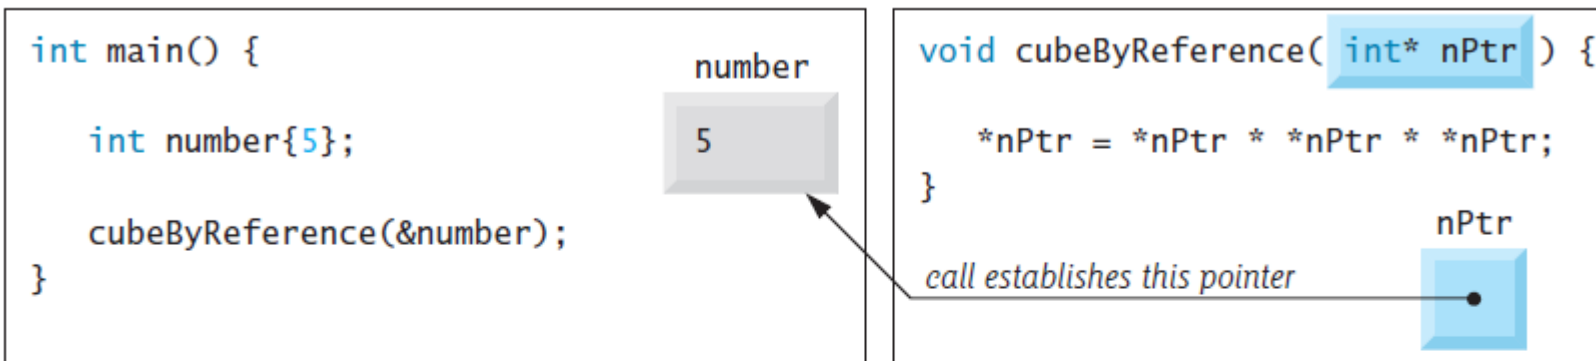 int main() {
number
int number{5};
5
cubeByReference(&number);
}
void cubeByReference( int* nPtr ) {
*nPtr = *nPtr * *nPtr * *nPtr;
}
nPtr
call establishes this pointer